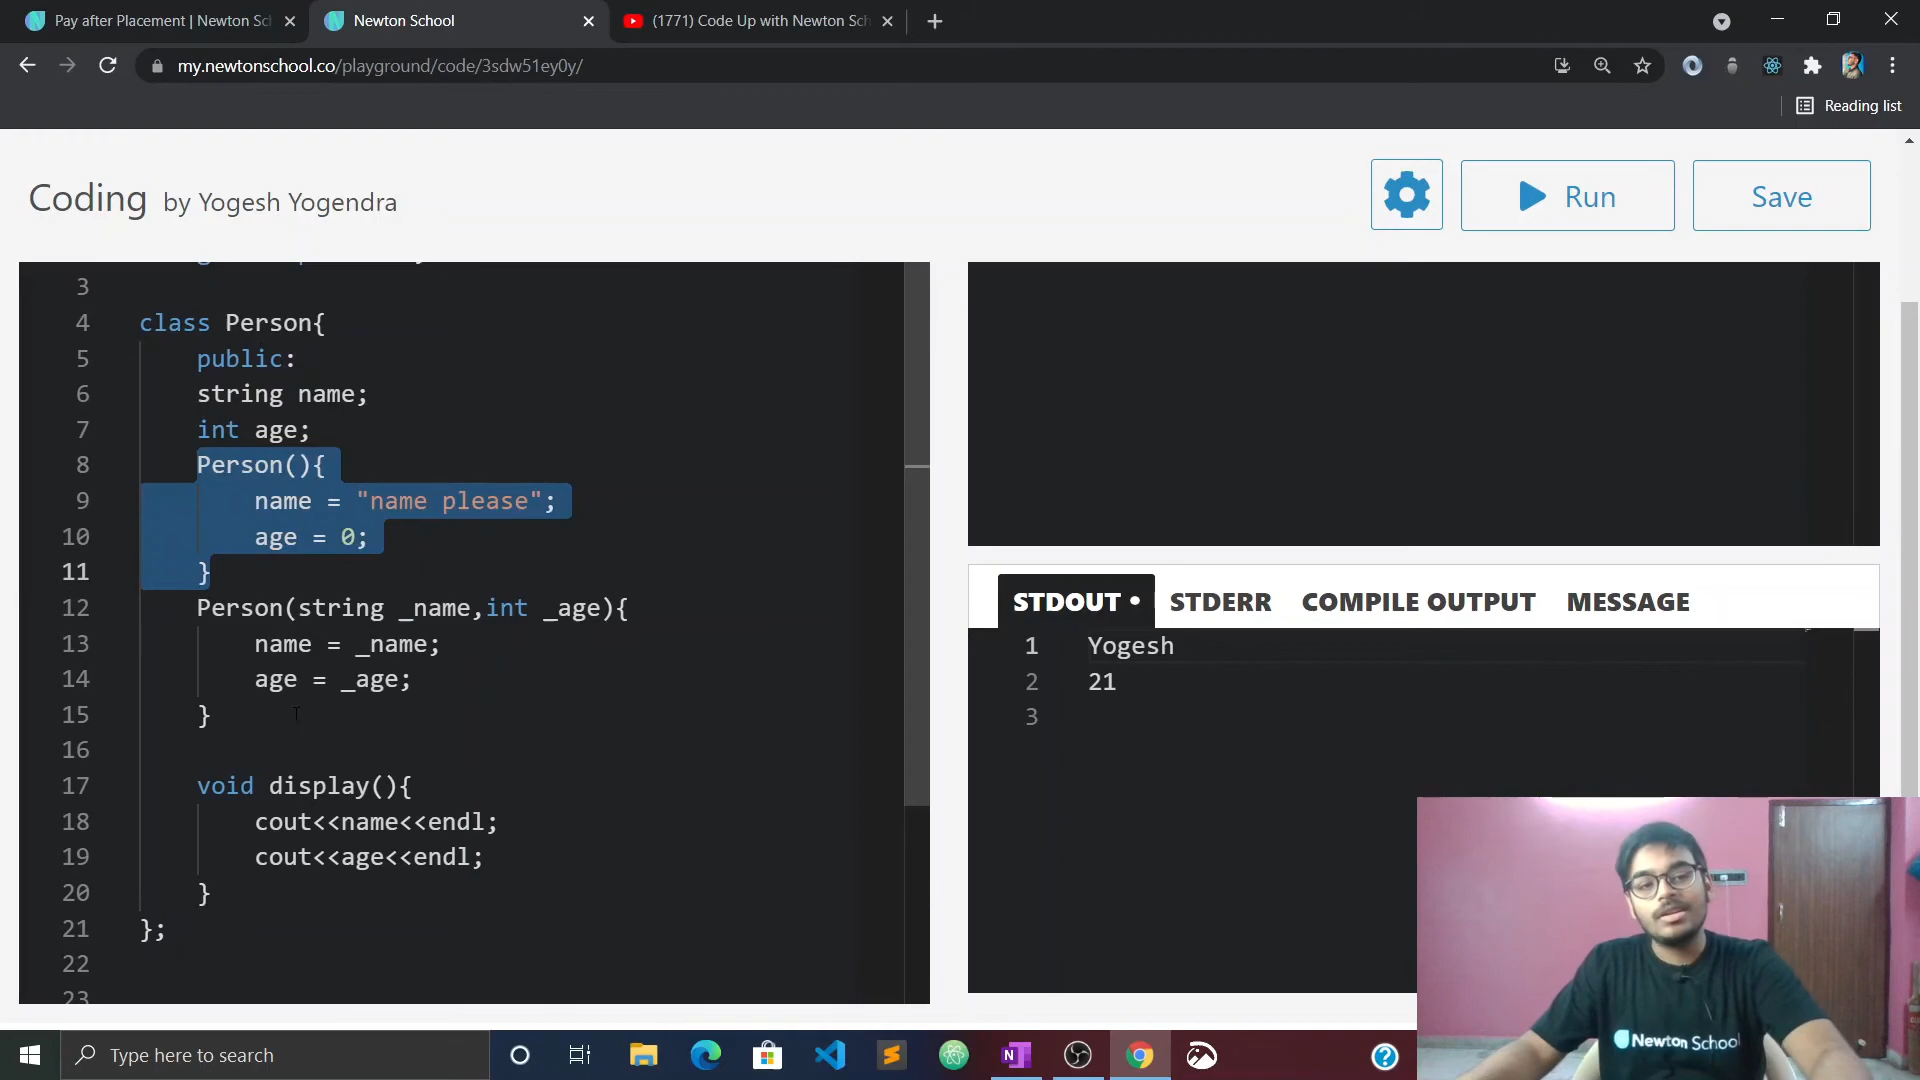 Pay after Placement | Newton Sc
Newton School
(1771) Code Up with Newton Sch
my.newtonschool.co/playground/code/3sdw51ey0y/
Reading list
Coding by Yogesh Yogendra
Run
Save
3
4 class Person{
5 public:
6 string name;
7 int age;
8 Person(){
9 name = "name please";
10 age = 0;
11 }
12 Person(string _name,int _age){
13 name = _name;
14 age = _age;
15 }
16
17 void display(){
18 cout<<name<<endl;
19 cout<<age<<endl;
20 }
21 };
22
23
STDOUT • STDERR COMPILE OUTPUT MESSAGE
1 Yogesh
2 21
3
Newton School
Type here to search
N
?